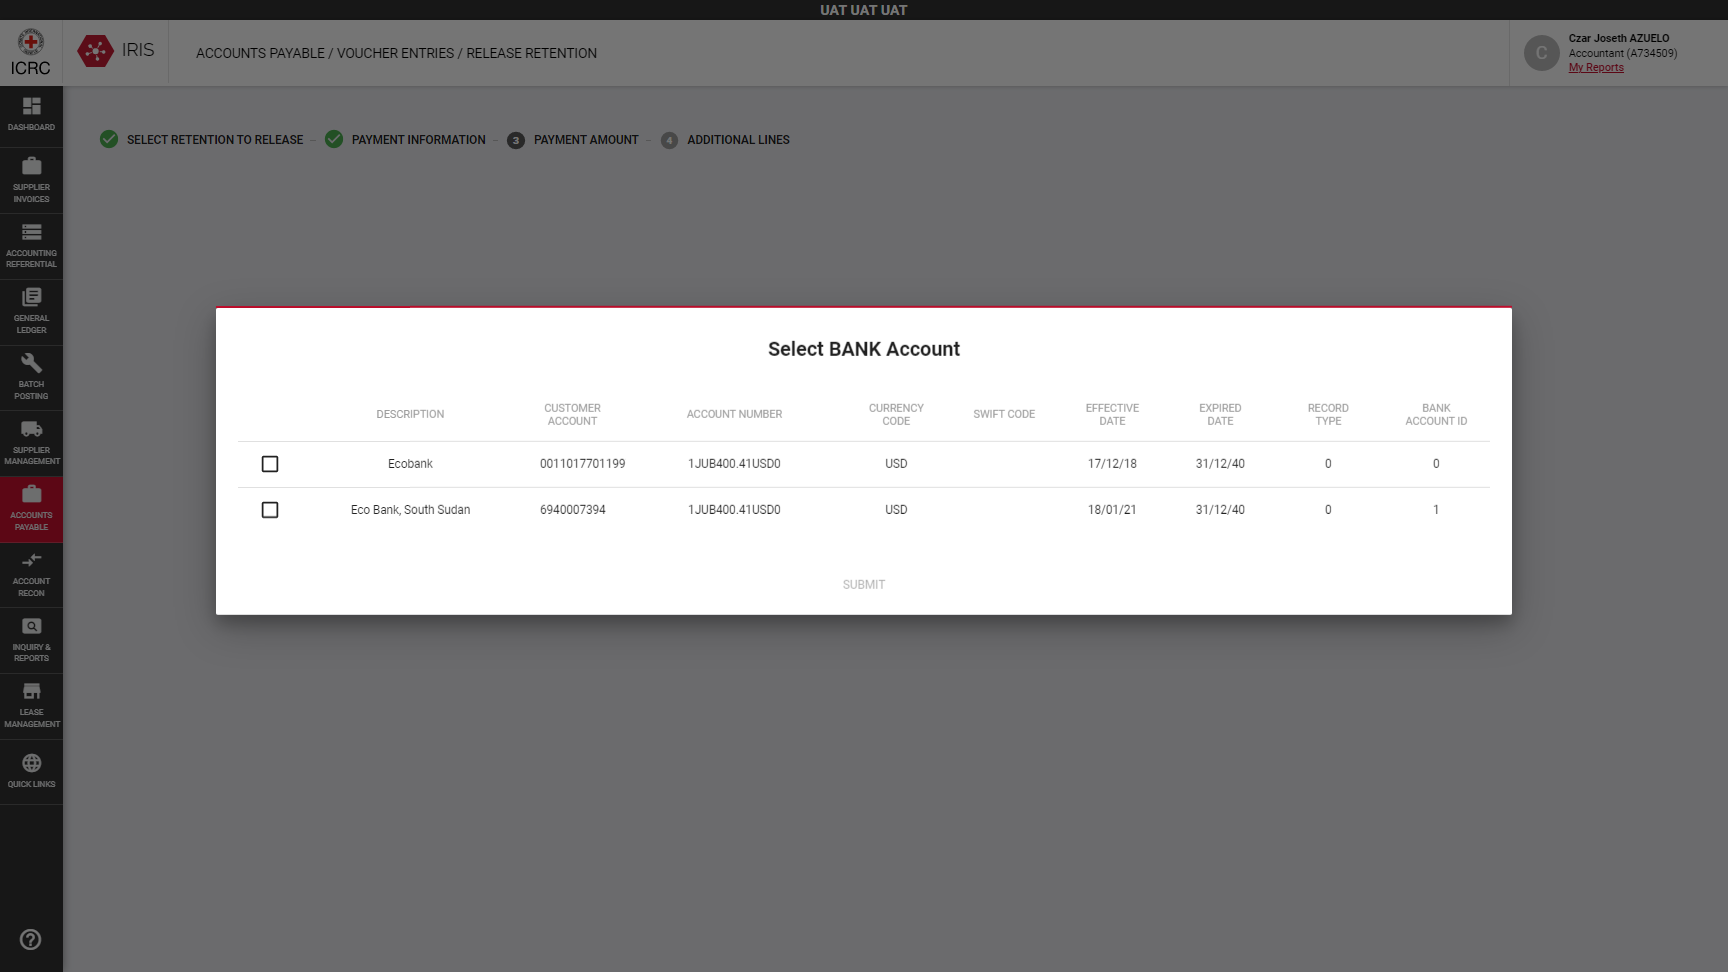 UAT UAT UAT
ICRC
IRIS
ACCOUNTS PAYABLE / VOUCHER ENTRIES / RELEASE RETENTION
C
Czar Joseth AZUELO
Accountant (A734509)
My Reports
DASHBOARD
SUPPLIER
INVOICES
ACCOUNTING
REFERENTIAL
GENERAL
LEDGER
BATCH
POSTING
SUPPLIER
MANAGEMENT
ACCOUNTS
PAYABLE
ACCOUNT
RECON
INQUIRY &
REPORTS
LEASE
MANAGEMENT
QUICK LINKS
SELECT RETENTION TO RELEASE – PAYMENT INFORMATION – 3 PAYMENT AMOUNT – 4 ADDITIONAL LINES
Select BANK Account
DESCRIPTION
CUSTOMER
ACCOUNT
ACCOUNT NUMBER
CURRENCY
CODE
SWIFT CODE
EFFECTIVE
DATE
EXPIRED
DATE
RECORD
TYPE
BANK
ACCOUNT ID
Ecobank 0011017701199 1JUB400.41USD0 USD 17/12/18 31/12/40 0 0
Eco Bank, South Sudan 6940007394 1JUB400.41USD0 USD 18/01/21 31/12/40 0 1
SUBMIT